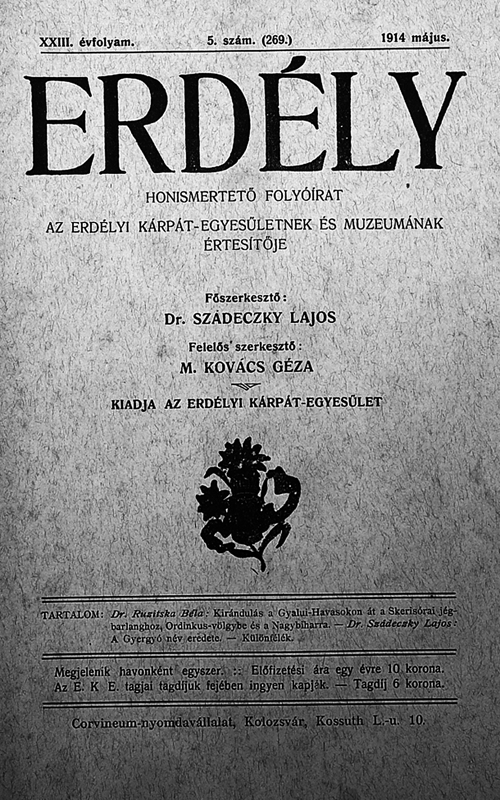 XXIII. évfolyam. 5. szám. (269.) 1914 május.
ERDÉLY
HONISMERTETŐ FOLYÓIRAT
AZ ERDÉLYI KÁRPÁT-EGYESŰLETNEK ÉS MUZEUMÁNAK
ÉRTESÍTŐJE
Főszerkesztő:
Dr. SZÁDECZKY LAJOS
Felelős szerkesztő:
M. KOVÁCS GÉZA
KIADJA AZ ERDÉLYI KÁRPÁT-EGYESŰLET
TARTALOM: Dr. Ruzitska Béla: Kirándulás a Gyalui-Havasokon át a Skerisórai jég-
barlanghoz, Ordinkus-völgybe és a Nagybiharra. — Dr. Szádeczky Lajos:
A Gyergyó név eredete. — Különfélék.
Megjelenik havonként egyszer. :: Előfizetési ára egy évre 10 korona.
Az E. K. E. tagjai tagdíjuk fejében ingyen kapják. — Tagdíj 6 korona.
Corvineum-nyomdavállalat, Kolozsvár, Kossuth L.-u. 10.